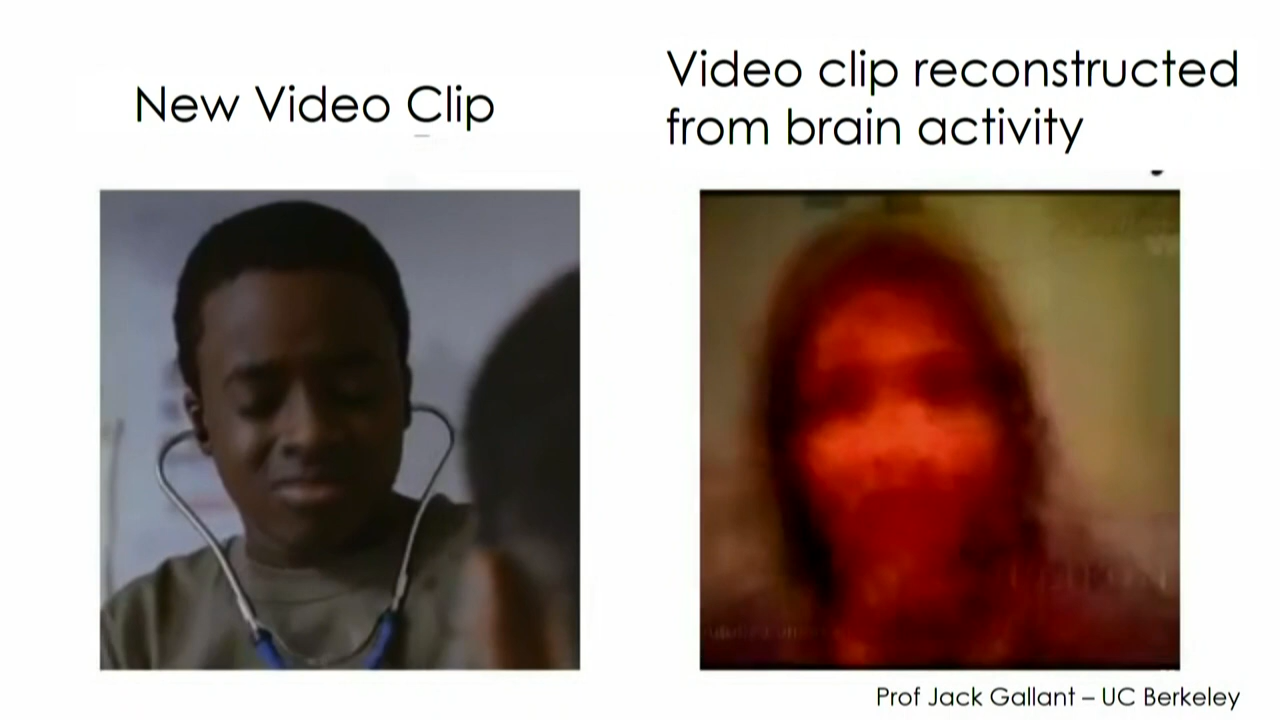 New Video Clip
Video clip reconstructed
from brain activity
Prof Jack Gallant – UC Berkeley